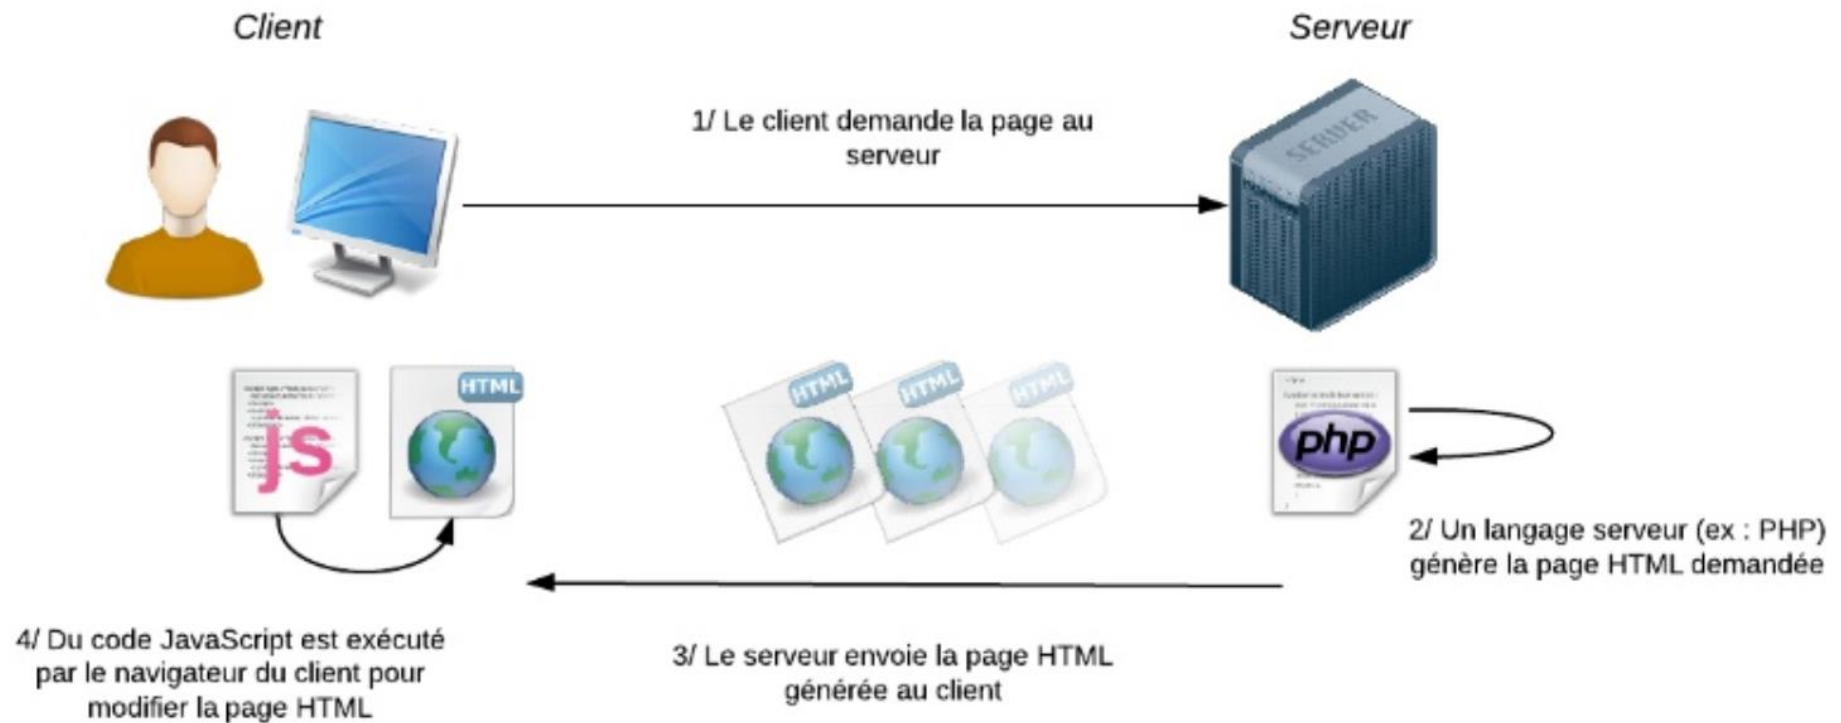 Client
Serveur
1/ Le client demande la page au
serveur
SERVER
js
HTML
HTML
HTML
HTML
php
2/ Un langage serveur (ex : PHP)
génère la page HTML demandée
4/ Du code JavaScript est exécuté
par le navigateur du client pour
modifier la page HTML
3/ Le serveur envoie la page HTML
générée au client